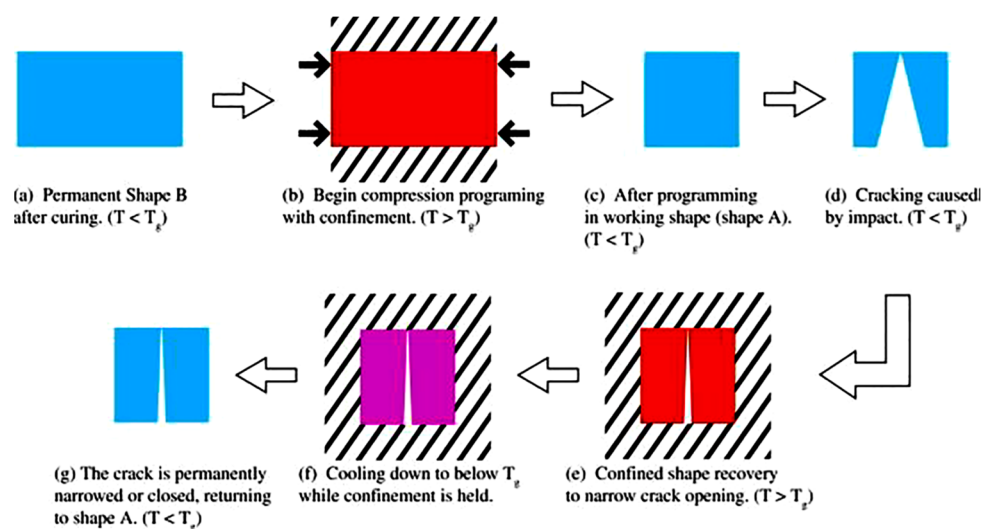 (a) Permanent Shape B
after curing. (T < Tg)
(b) Begin compression programing
with confinement. (T > Tg)
(c) After programming
in working shape (shape A).
(T < Tg)
(d) Cracking caused
by impact. (T < Tg)
(e) Confined shape recovery
to narrow crack opening. (T > Tg)
(f) Cooling down to below Tg
while confinement is held.
(g) The crack is permanently
narrowed or closed, returning
to shape A. (T < Tg)